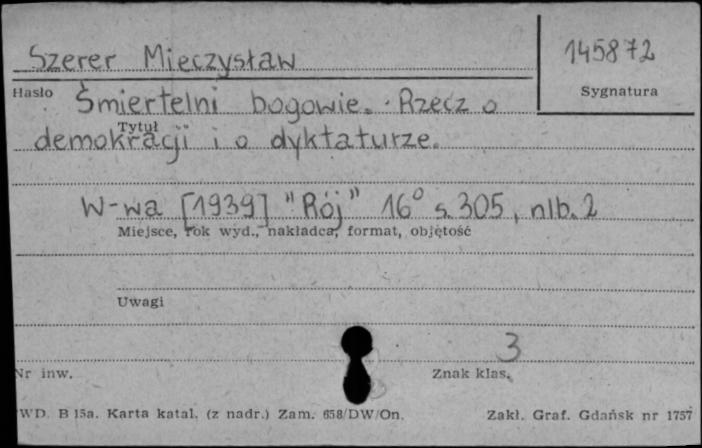 Szerer Mieczysław
145872
Hasło
Sygnatura
Śmiertelni bogowie. Rzecz o
Tytuł
demokracji i o dyktaturze.
W-wa [1939] "Rój" 16° s. 305, nlb. 2
Miejsce, rok wyd., nakładca, format, objętość
Uwagi
3
Nr inw.
Znak klas.
WD. B 15a. Karta katal. (z nadr.) Zam. 658/DW/On.
Zakł. Graf. Gdańsk nr 1757